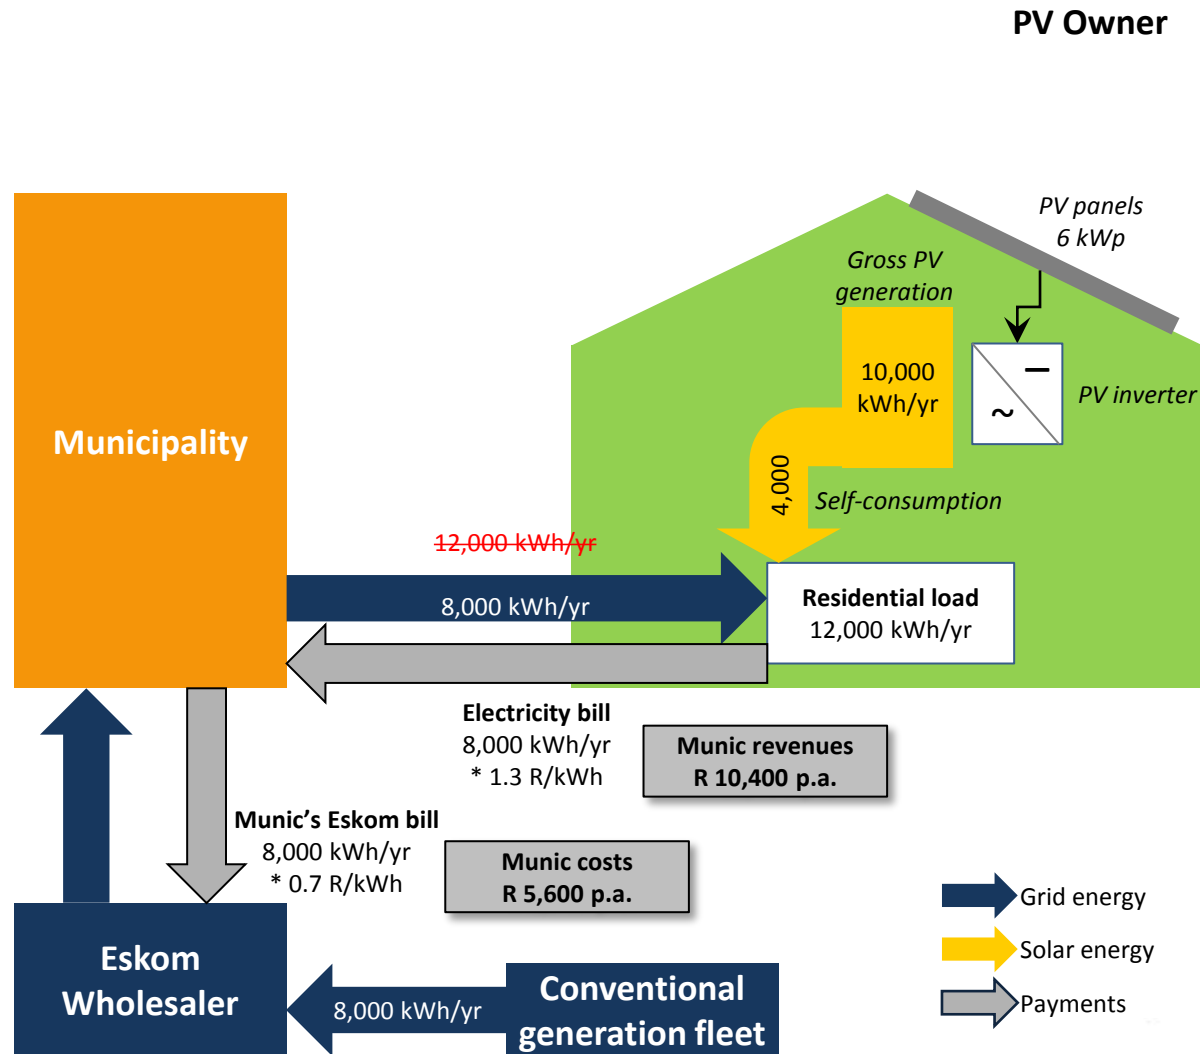 PV Owner
PV panels
6 kWp
Gross PV
generation
10,000
kWh/yr
−
~
PV inverter
Municipality
4,000
Self-consumption
12,000 kWh/yr
8,000 kWh/yr
Residential load
12,000 kWh/yr
Electricity bill
8,000 kWh/yr
* 1.3 R/kWh
Munic revenues
R 10,400 p.a.
Munic's Eskom bill
8,000 kWh/yr
* 0.7 R/kWh
Munic costs
R 5,600 p.a.
Eskom
Wholesaler
8,000 kWh/yr
Conventional
generation fleet
Grid energy
Solar energy
Payments